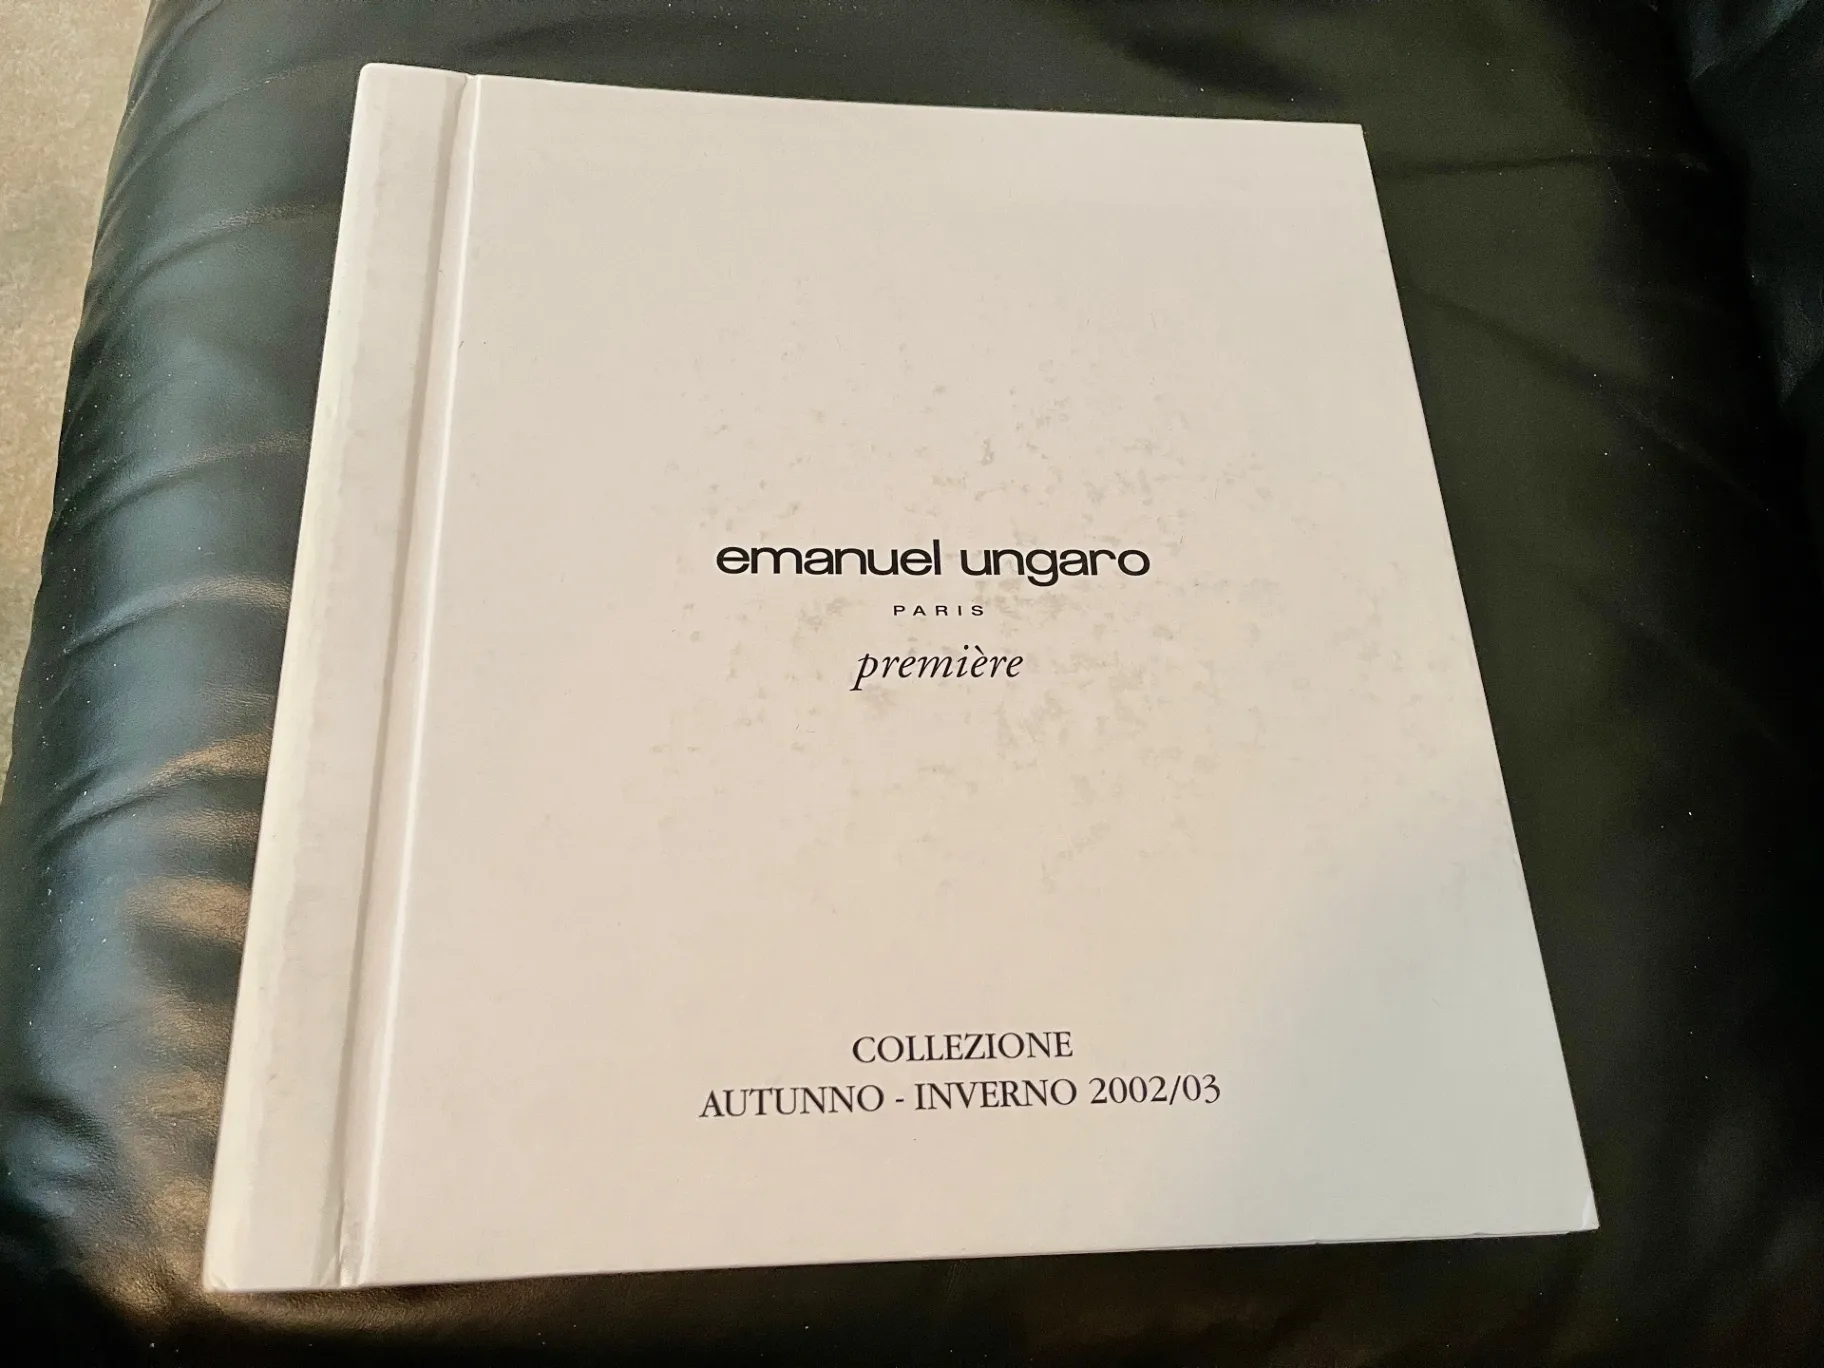 emanuel ungaro
PARIS
première
COLLEZIONE
AUTUNNO - INVERNO 2002/03